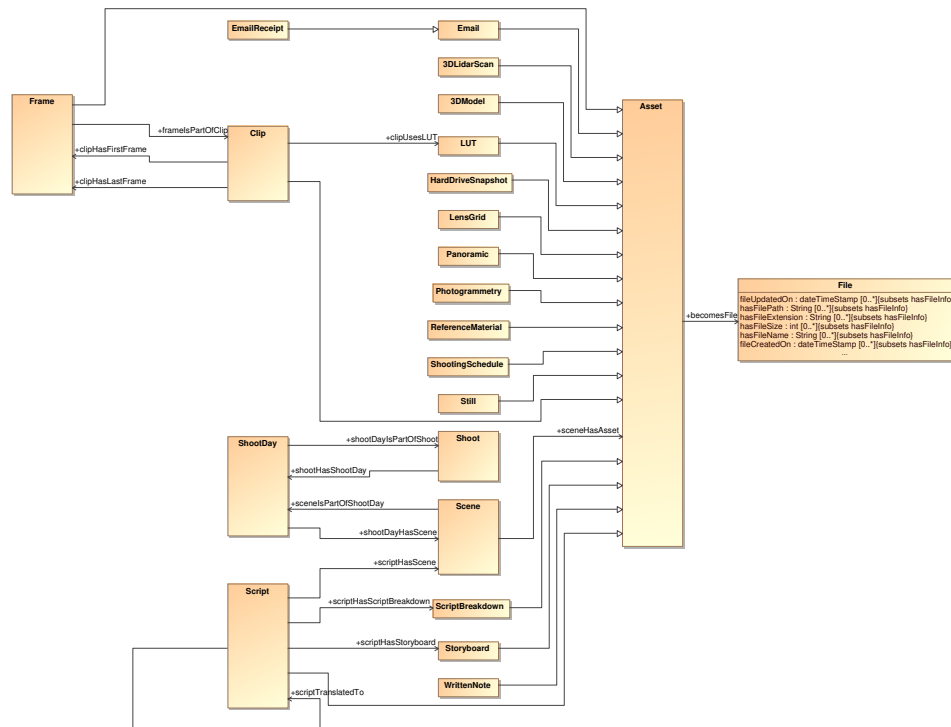 EmailReceipt
Email
3DLidarScan
Frame
3DModel
Asset
+frameIsPartOfClip
Clip
+clipUsesLUT
LUT
+clipHasFirstFrame
+clipHasLastFrame
HardDriveSnapshot
LensGrid
Panoramic
Photogrammetry
File
fileUpdatedOn : dateTimeStamp [0..*]{subsets hasFileInfo}
hasFilePath : String [0..*]{subsets hasFileInfo}
hasFileExtension : String [0..*]{subsets hasFileInfo}
hasFileSize : int [0..*]{subsets hasFileInfo}
hasFileName : String [0..*]{subsets hasFileInfo}
fileCreatedOn : dateTimeStamp [0..*]{subsets hasFileInfo}
...
+becomesFile
ReferenceMaterial
ShootingSchedule
Still
ShootDay
+shootDayIsPartOfShoot
Shoot
+sceneHasAsset
+shootHasShootDay
+sceneIsPartOfShootDay
Scene
+shootDayHasScene
+scriptHasScene
Script
+scriptHasScriptBreakdown
ScriptBreakdown
+scriptHasStoryboard
Storyboard
WrittenNote
+scriptTranslatedTo